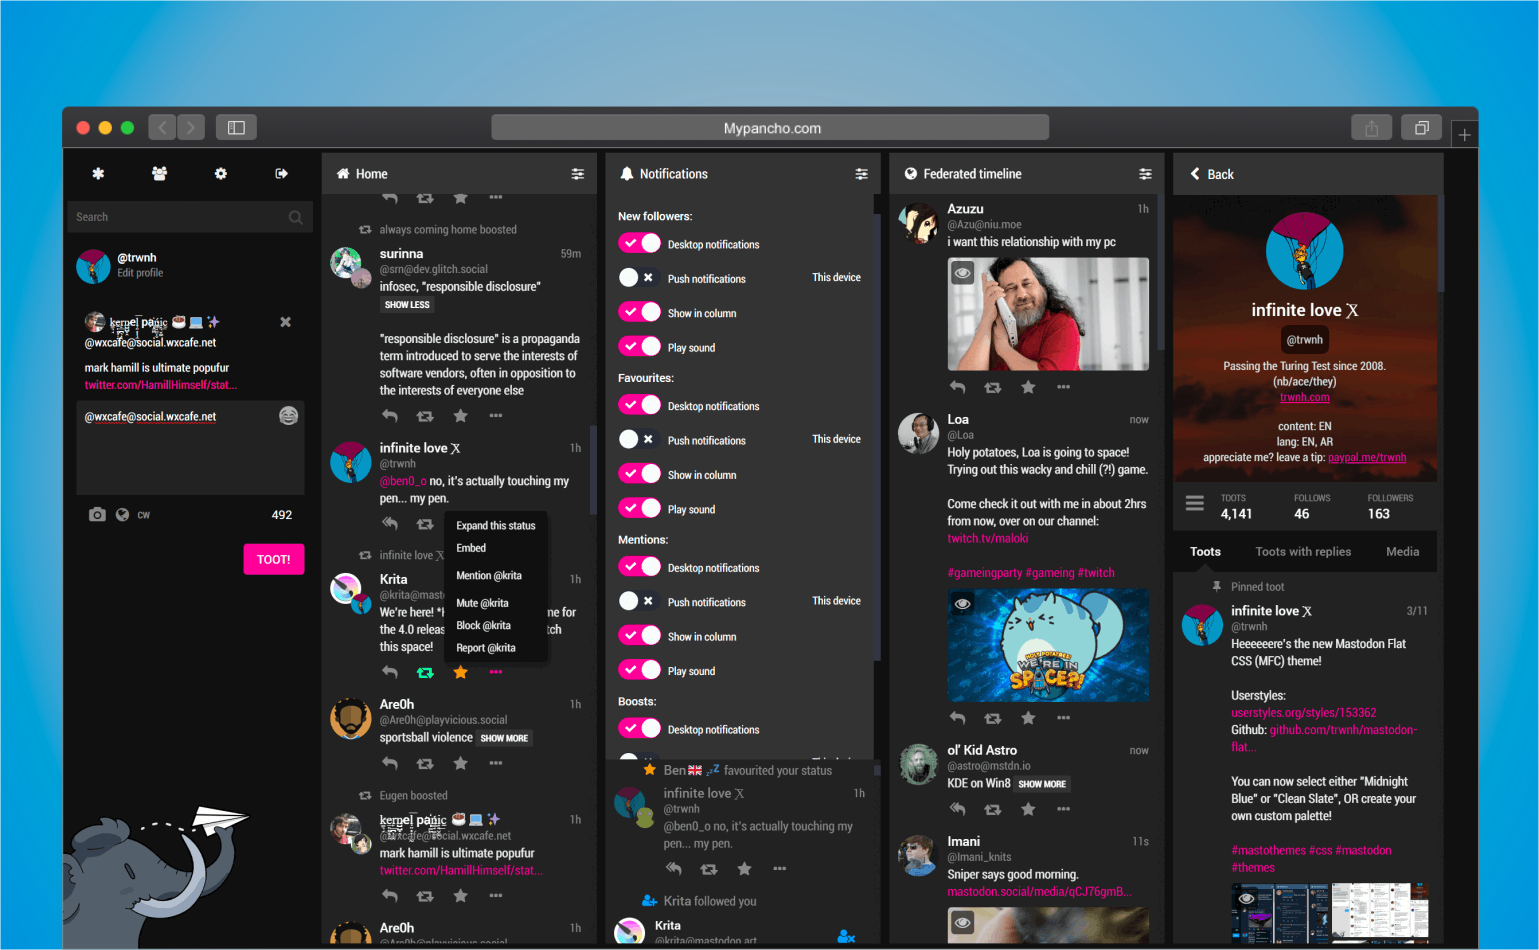 Mypancho.com
Search
@trwnh
Edit profile
kernel panic
@wxcafe@social.wxcafe.net
mark hamill is ultimate popufur
twitter.com/HamillHimself/stat...
@wxcafe@social.wxcafe.net
CW
492
TOOT!
Home
always coming home boosted
surinna 59m
@srn@dev.glitch.social
infosec, "responsible disclosure"
SHOW LESS
"responsible disclosure" is a propaganda
term introduced to serve the interests of
software vendors, often in opposition to
the interests of everyone else
infinite love 𝕏 1h
@trwnh
@ben0_o no, it's actually touching my
pen... my pen.
infinite love 𝕏
Krita 1h
@krita@mast
We're here! me for
the 4.0 releas tch
this space!
Expand this status
Embed
Mention @krita
Mute @krita
Block @krita
Report @krita
Are0h 1h
@Are0h@playvicious.social
sportsball violence SHOW MORE
Eugen boosted
kernel panic 1h
@wxcafe@social.wxcafe.net
mark hamill is ultimate popufur
twitter.com/HamillHimself/stat...
Are0h 1h
@Are0h@playvicious.social
Notifications
New followers:
Desktop notifications
Push notifications This device
Show in column
Play sound
Favourites:
Desktop notifications
Push notifications This device
Show in column
Play sound
Mentions:
Desktop notifications
Push notifications This device
Show in column
Play sound
Boosts:
Desktop notifications
This device
Ben favourited your status
infinite love 𝕏 1h
@trwnh
@ben0_o no, it's actually touching my
pen... my pen.
Krita followed you
Krita
@krita@mastodon.art
Federated timeline
Azuzu 1h
@Azu@niu.moe
i want this relationship with my pc
Loa now
@Loa
Holy potatoes, Loa is going to space!
Trying out this wacky and chill (?!) game.
Come check it out with me in about 2hrs
from now, over on our channel:
twitch.tv/maloki
#gameingparty #gameing #twitch
HOLY POTATOES!
WE'RE IN
SPACE?!
ol' Kid Astro now
@astro@mstdn.io
KDE on Win8 SHOW MORE
Imani 11s
@Imani_knits
Sniper says good morning.
mastodon.social/media/qCJ76gmB...
Back
infinite love 𝕏
@trwnh
Passing the Turing Test since 2008.
(nb/ace/they)
trwnh.com
content: EN
lang: EN, AR
appreciate me? leave a tip: paypal.me/trwnh
TOOTS FOLLOWS FOLLOWERS
4,141 46 163
Toots Toots with replies Media
Pinned toot
infinite love 𝕏 3/11
@trwnh
Heeeeeere's the new Mastodon Flat
CSS (MFC) theme!
Userstyles:
userstyles.org/styles/153362
Github: github.com/trwnh/mastodon-
flat...
You can now select either "Midnight
Blue" or "Clean Slate", OR create your
own custom palette!
#mastothemes #css #mastodon
#themes